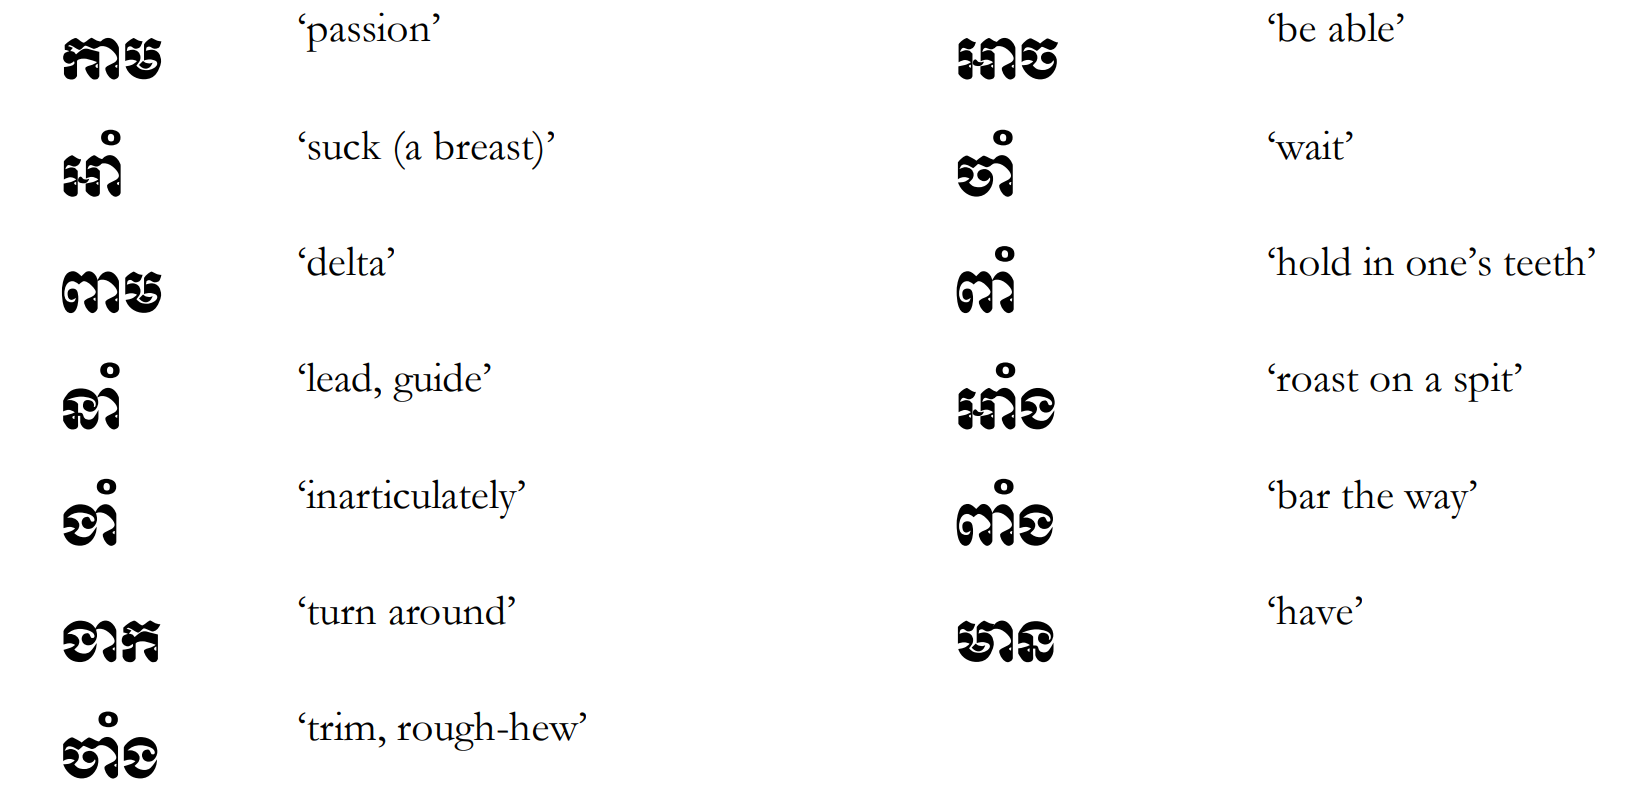 កាម ‘passion’ អាច ‘be able’
អាំ ‘suck (a breast)’ ចាំ ‘wait’
ពាម ‘delta’ ពាំ ‘hold in one’s teeth’
នាំ ‘lead, guide’ អាំង ‘roast on a spit’
ងាំ ‘inarticulately’ ពាំង ‘bar the way’
ងាក ‘turn around’ មាន ‘have’
ចាំង ‘trim, rough-hew’